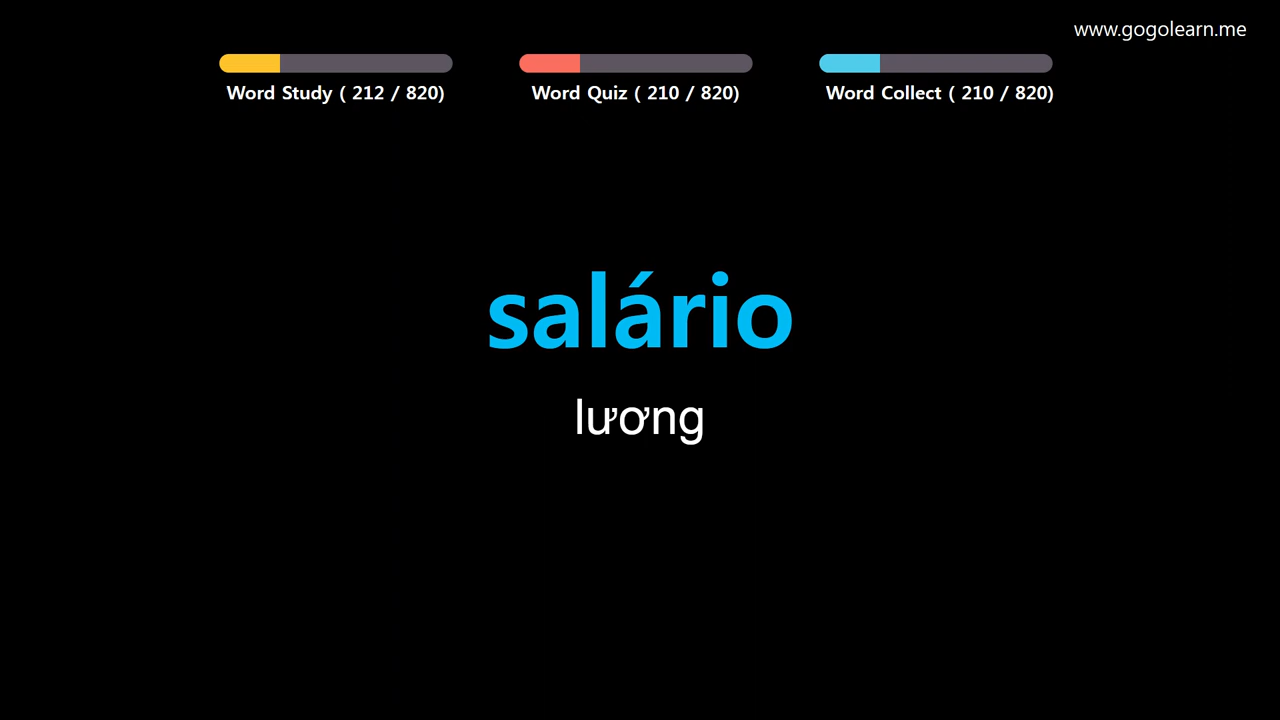 www.gogolearn.me
Word Study ( 212 / 820)
Word Quiz ( 210 / 820)
Word Collect ( 210 / 820)
salário
lương